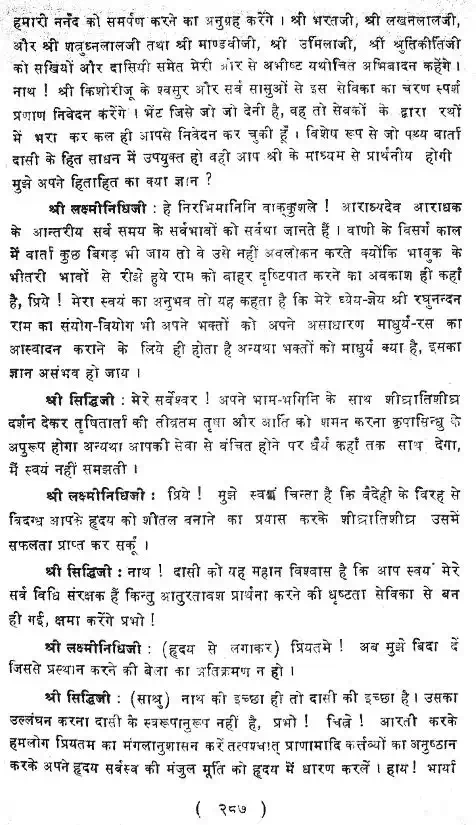 हमारी ननँद को समर्पण करने का अनुग्रह करेंगे । श्री भरतजी, श्री लखनलालजी,
और श्री शत्रुघ्नलालजी तथा श्री माण्डवीजी, श्री उर्मिलाजी, श्री श्रुतिकीर्तिजी
को सखियों और दासियों समेत मेरी ओर से अभीष्ट यथोचित अभिवादन कहेंगे ।
नाथ ! श्री किशोरीजू के श्वसुर और सर्व सासुओं से इस सेविका का चरण स्पर्श
प्रणाण निवेदन करेंगे । भेंट जिसे जो जो देनी है, वह तो सेवकों के द्वारा रथों
में भरा कर कल ही आपसे निवेदन कर चुकी हूँ । विशेष रूप से जो पथ्य वार्ता
दासी के हित साधन में उपयुक्त हो वही आप श्री के माध्यम से प्रार्थनीय होगी
मुझे अपने हिताहित का क्या ज्ञान ?
श्री लक्ष्मीनिधिजी : हे निरभिमानिनि वाक्कुशले ! आराध्यदेव आराधक
के आन्तरीय सर्व समय के सर्वभावों को सर्वथा जानते हैं । वाणी के विसर्ग काल
में वार्ता कुछ बिगड़ भी जाय तो वे उसे नहीं अवलोकन करते क्योंकि भावुक के
भीतरी भावों से रीझे हुये राम को बाहर दृष्टिपात करने का अवकाश ही कहाँ
है, प्रिये ! मेरा स्वयं का अनुभव तो यह कहता है कि मेरे ध्येय-ज्ञेय श्री रघुनन्दन
राम का संयोग-वियोग भी अपने भक्तों को अपने असाधारण माधुर्य-रस का
आस्वादन कराने के लिये ही होता है अन्यथा भक्तों को माधुर्य क्या है, इसका
ज्ञान असंभव हो जाय ।
श्री सिद्धिजी : मेरे सर्वेश्वर ! अपने भाम-भगिनि के साथ शीघ्रातिशीघ्र
दर्शन देकर तृषितार्ता की तीव्रतम तृषा और आर्ति को शमन करना कृपासिन्धु के
अपुरूप होगा अन्यथा आपकी सेवा से वंचित होने पर धैर्य कहाँ तक साथ देगा,
मैं स्वयं नहीं समझती ।
श्री लक्ष्मीनिधिजी : प्रिये ! मुझे स्वयं चिन्ता है कि वैदेही के विरह से
विदग्ध आपके हृदय को शीतल बनाने का प्रयास करके शीघ्रातिशीघ्र उसमें
सफलता प्राप्त कर सकूँ ।
श्री सिद्धिजी : नाथ ! दासी को यह महान विश्वास है कि आप स्वयं मेरे
सर्व विधि संरक्षक हैं किन्तु आतुरतावश प्रार्थना करने की धृष्टता सेविका से बन
ही गई, क्षमा करेंगे प्रभो !
श्री लक्ष्मीनिधिजी : (हृदय से लगाकर) प्रियतमे ! अब मुझे बिदा दें
जिससे प्रस्थान करने की बेला का अतिक्रमण न हो ।
श्री सिद्धिजी : (साश्रु) नाथ को इच्छा ही तो दासी की इच्छा है । उसका
उल्लंघन करना दासी के स्वरूपानुरूप नहीं है, प्रभो ! चलें ! आरती करके
हमलोग प्रियतम का मंगलानुशासन करें तत्पश्चात् प्राणामादि कर्त्तव्यों का अनुष्ठान
करके अपने हृदय सर्वस्व की मंजुल मूर्ति को हृदय में धारण करलें । हाय ! भार्या
( २८७ )